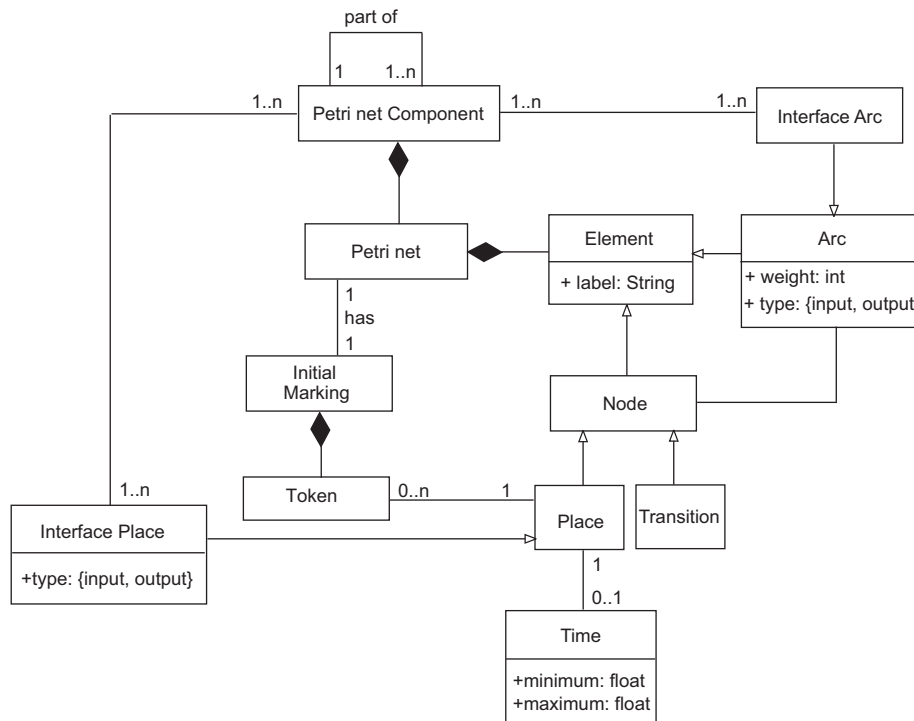 part of
1
1..n
1..n
Petri net Component
1..n
1..n
Interface Arc
Petri net
Element
+ label: String
Arc
+ weight: int
+ type: {input, output
1
has
1
Initial
Marking
Node
Token
0..n
1
Place
Transition
1..n
Interface Place
+type: {input, output}
1
0..1
Time
+minimum: float
+maximum: float